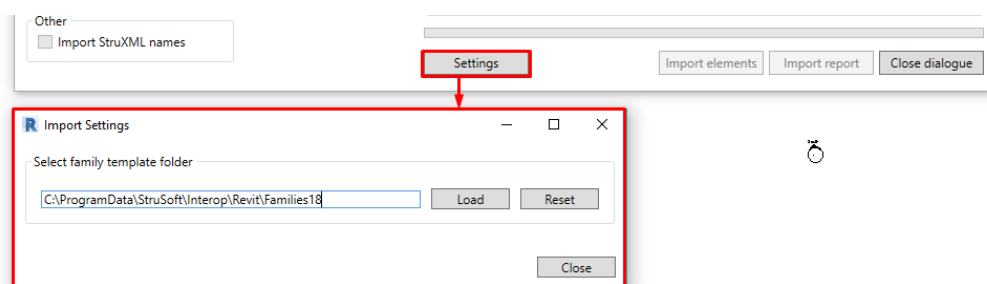 Other
Import StruXML names
Settings
Import elements
Import report
Close dialogue
R Import Settings
Select family template folder
C:\ProgramData\StruSoft\Interop\Revit\Families18
Load
Reset
Close